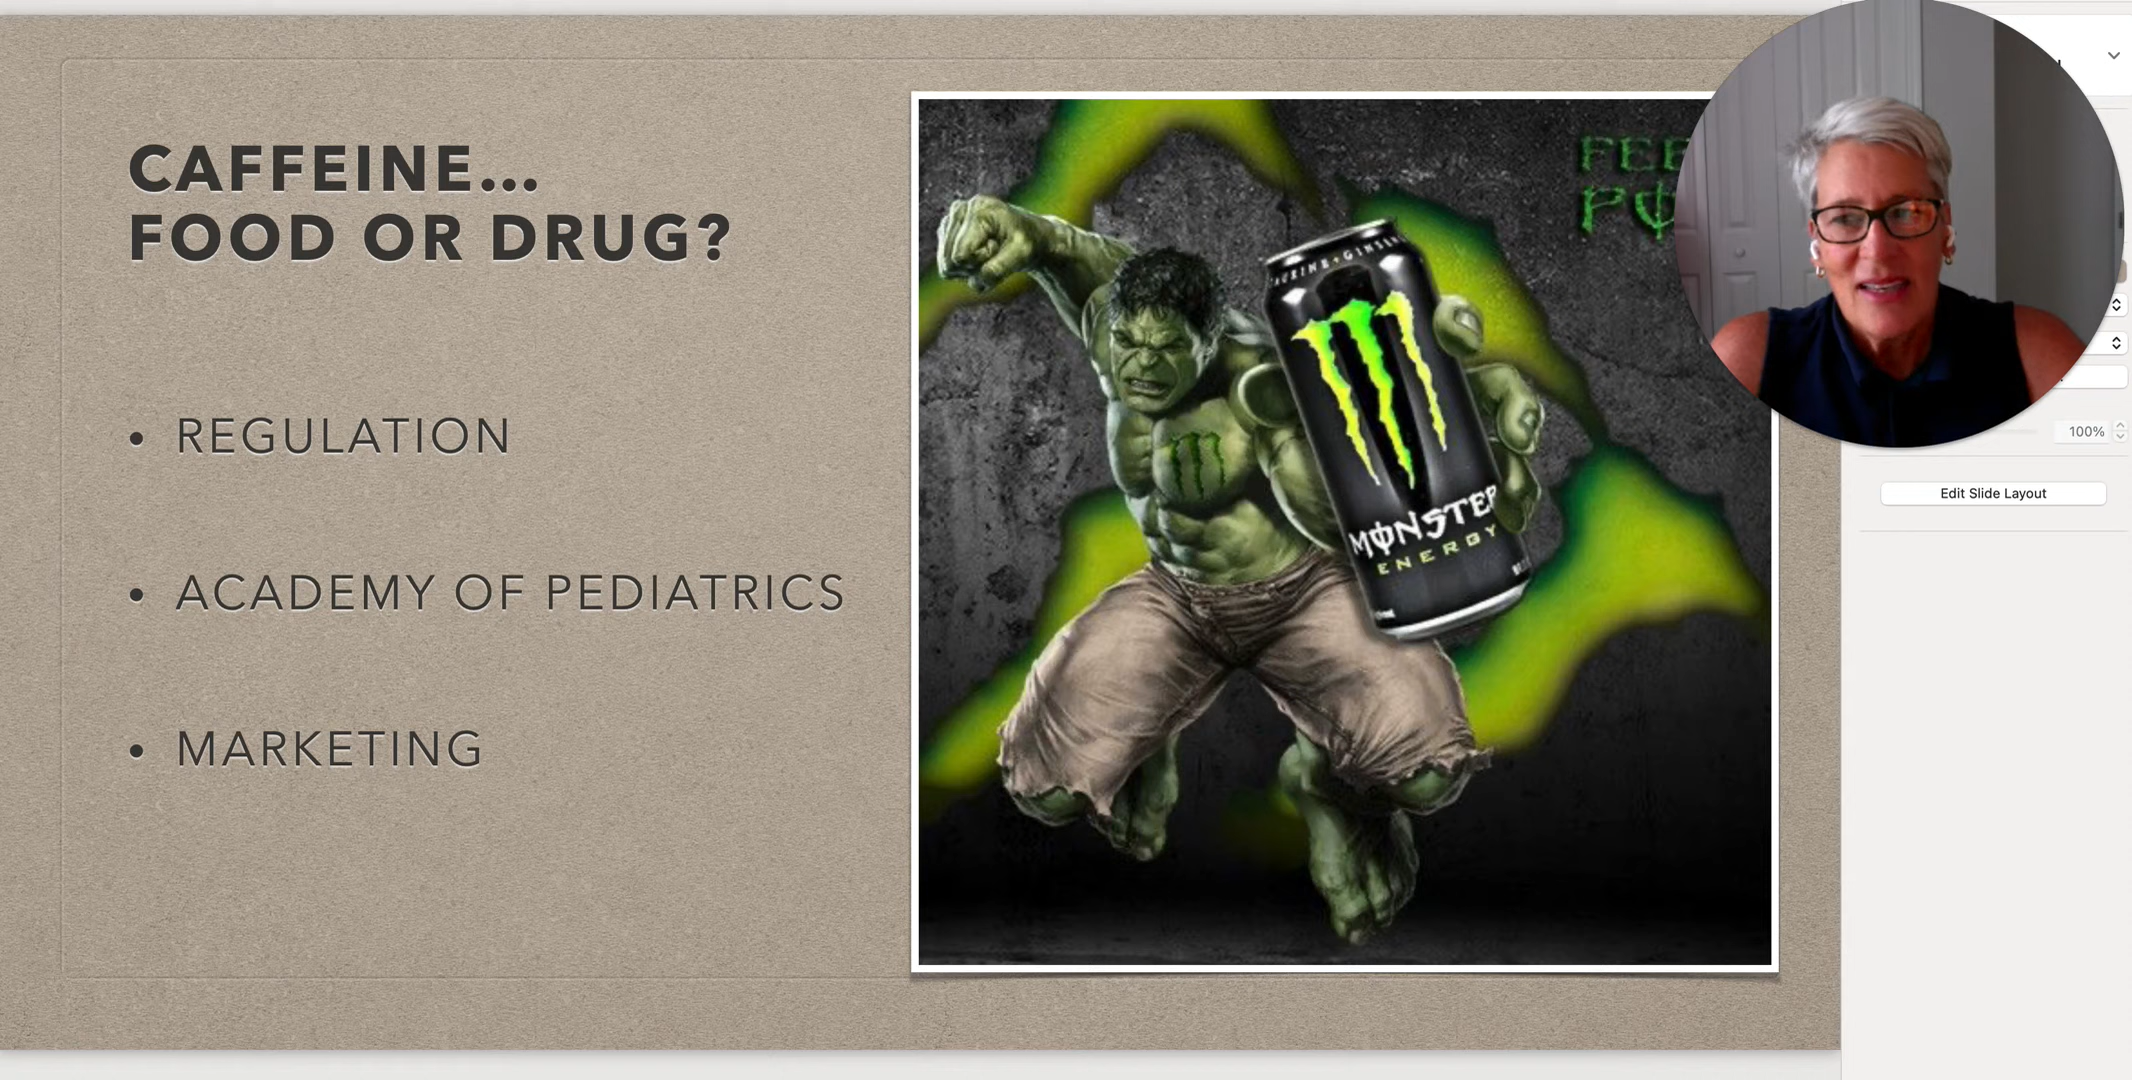 CAFFEINE...
FOOD OR DRUG?
• REGULATION
• ACADEMY OF PEDIATRICS
• MARKETING
MONSTER
ENERGY
100%
Edit Slide Layout